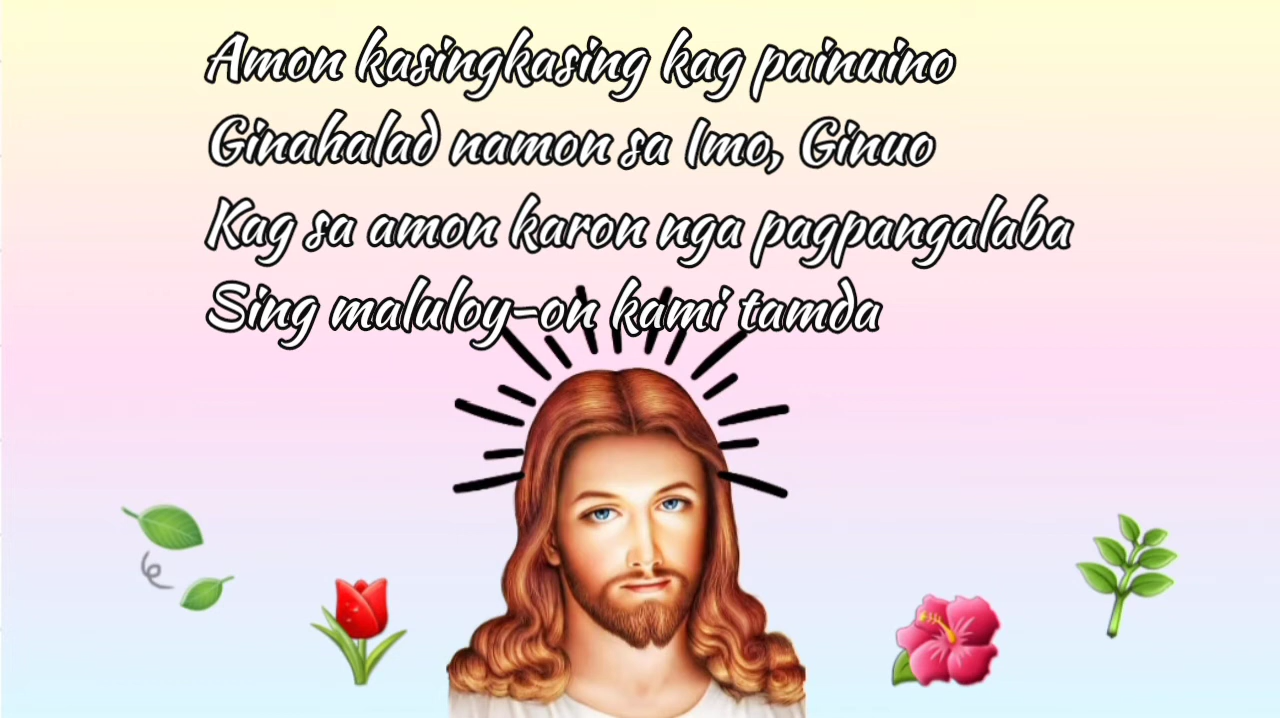 Amon kasingkasing kag painuino
Ginahalad namon sa Imo, Ginuo
Kag sa amon karon nga pagpangalaba
Sing maluloy-on kami tamda